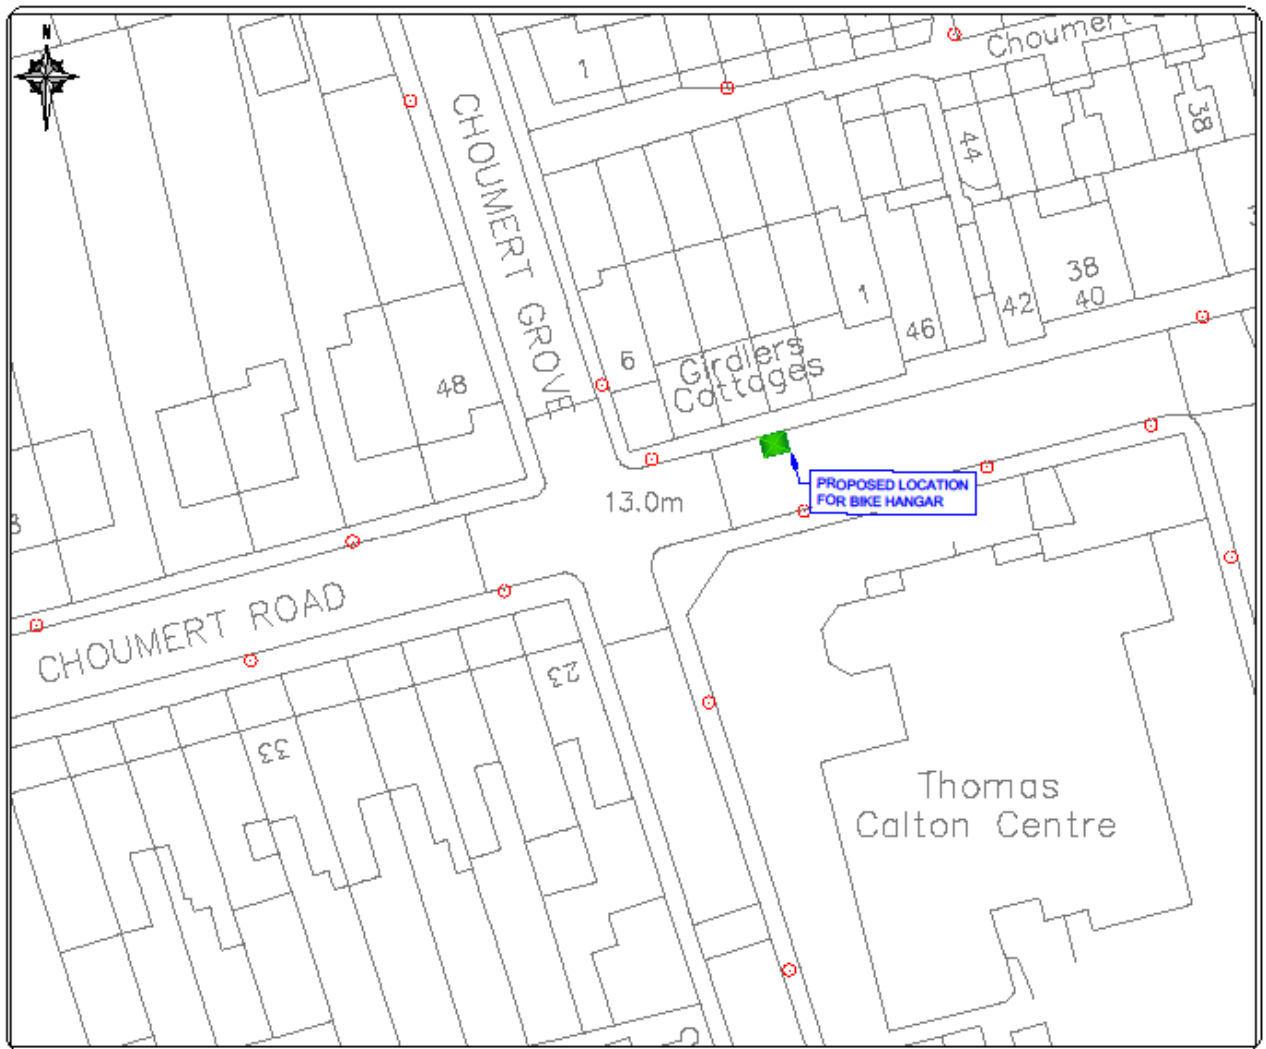 N
1
Choumert
CHOUMERT GROVE
44
38
38
40
1
42
46
6
Girdlers
Cottages
48
PROPOSED LOCATION
FOR BIKE HANGAR
13.0m
CHOUMERT ROAD
23
33
Thomas
Calton Centre